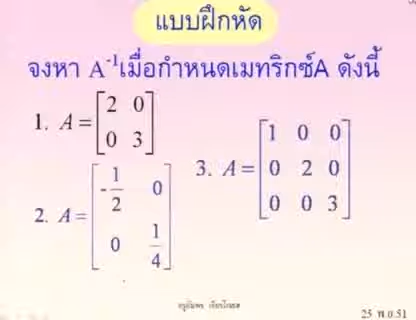 แบบฝึกหัด
จงหา A⁻¹เมื่อกำหนดเมทริกซ์A ดังนี้
1. A = [2 0; 0 3]
2. A = [-1/2 0; 0 1/4]
3. A = [1 0 0; 0 2 0; 0 0 3]
25 พ.ย.51